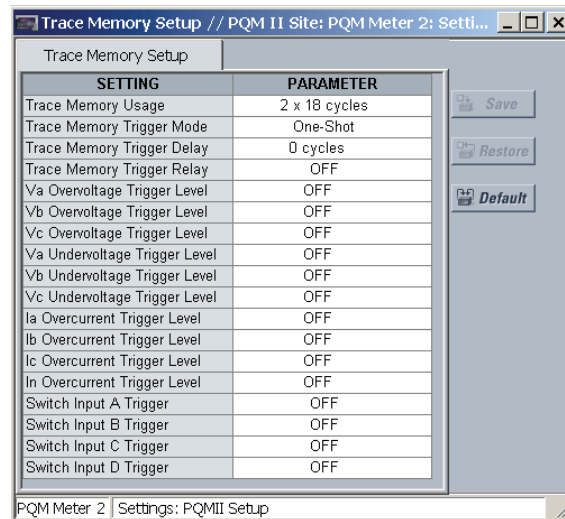 Trace Memory Setup // PQM II Site: PQM Meter 2: Setti...
Trace Memory Setup
SETTING PARAMETER
Trace Memory Usage 2 x 18 cycles
Trace Memory Trigger Mode One-Shot
Trace Memory Trigger Delay 0 cycles
Trace Memory Trigger Relay OFF
Va Overvoltage Trigger Level OFF
Vb Overvoltage Trigger Level OFF
Vc Overvoltage Trigger Level OFF
Va Undervoltage Trigger Level OFF
Vb Undervoltage Trigger Level OFF
Vc Undervoltage Trigger Level OFF
Ia Overcurrent Trigger Level OFF
Ib Overcurrent Trigger Level OFF
Ic Overcurrent Trigger Level OFF
In Overcurrent Trigger Level OFF
Switch Input A Trigger OFF
Switch Input B Trigger OFF
Switch Input C Trigger OFF
Switch Input D Trigger OFF
Save
Restore
Default
PQM Meter 2 Settings: PQMII Setup